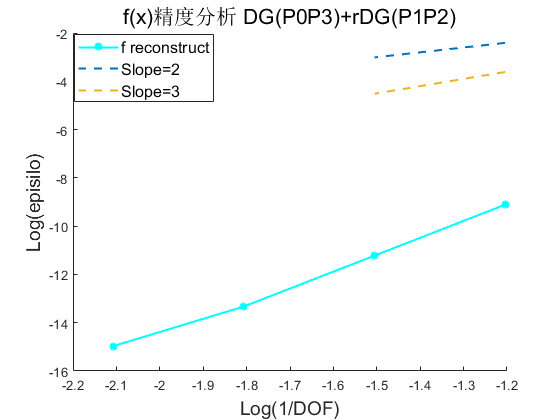 f(x)精度分析 DG(P0P3)+rDG(P1P2)
f reconstruct
Slope=2
Slope=3
Log(episilo)
-2
-4
-6
-8
-10
-12
-14
-16
-2.2 -2.1 -2 -1.9 -1.8 -1.7 -1.6 -1.5 -1.4 -1.3 -1.2
Log(1/DOF)